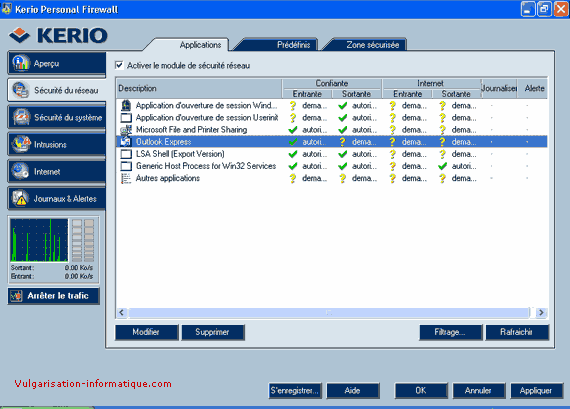 Kerio Personal Firewall
KERIO
Applications
Prédéfinis
Zone sécurisée
Aperçu
Sécurité du réseau
Sécurité du système
Intrusions
Internet
Journaux & Alertes
Sortant: 0.00 Ko/s
Entrant: 0.00 Ko/s
Arrêter le trafic
Activer le module de sécurité réseau
Confiante Internet
Description Entrante Sortante Entrante Sortante Journaliser Alerte
Application d'ouverture de session Wind... dema... autori... dema... dema...
Application d'ouverture de session Userinit dema... autori... dema... dema...
Microsoft File and Printer Sharing autori... autori... dema... dema...
Outlook Express autori... dema... dema... dema...
LSA Shell (Export Version) autori... autori... dema... dema...
Generic Host Process for Win32 Services autori... autori... dema... autori...
Autres applications dema... dema... dema... dema...
Modifier
Supprimer
Filtrage...
Rafraichir
Vulgarisation-informatique.com
S'enregistrer...
Aide
OK
Annuler
Appliquer